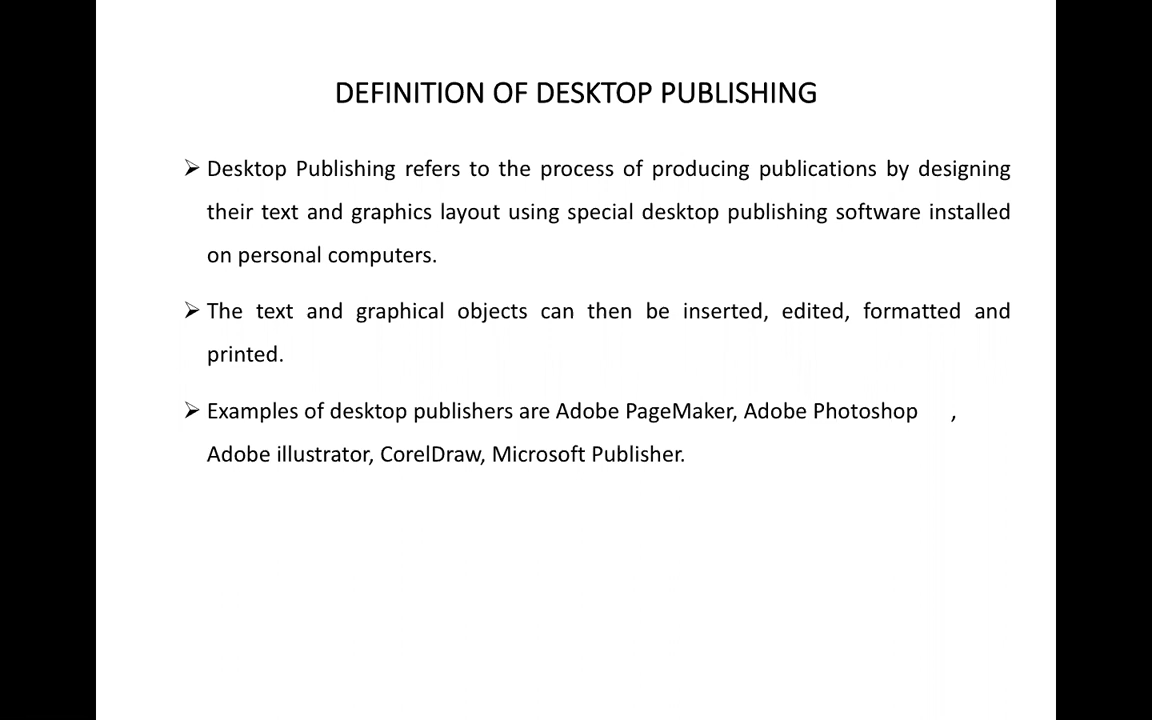 DEFINITION OF DESKTOP PUBLISHING
➢ Desktop Publishing refers to the process of producing publications by designing
their text and graphics layout using special desktop publishing software installed
on personal computers.
➢ The text and graphical objects can then be inserted, edited, formatted and
printed.
➢ Examples of desktop publishers are Adobe PageMaker, Adobe Photoshop ,
Adobe illustrator, CorelDraw, Microsoft Publisher.